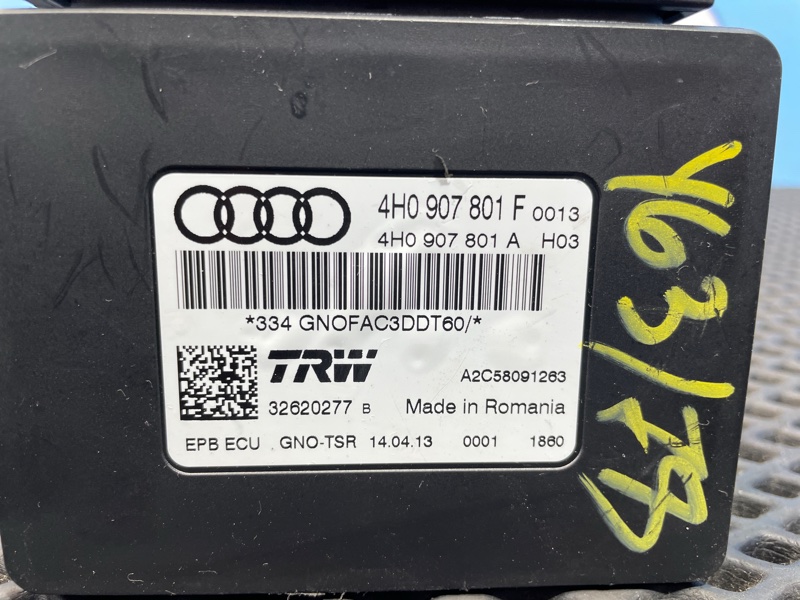 4H0 907 801 F 0013
4H0 907 801 A H03
*334 GNOFAC3DDT60/*
TRW A2C58091263
32620277 B Made in Romania
EPB ECU GNO-TSR 14.04.13 0001 1860